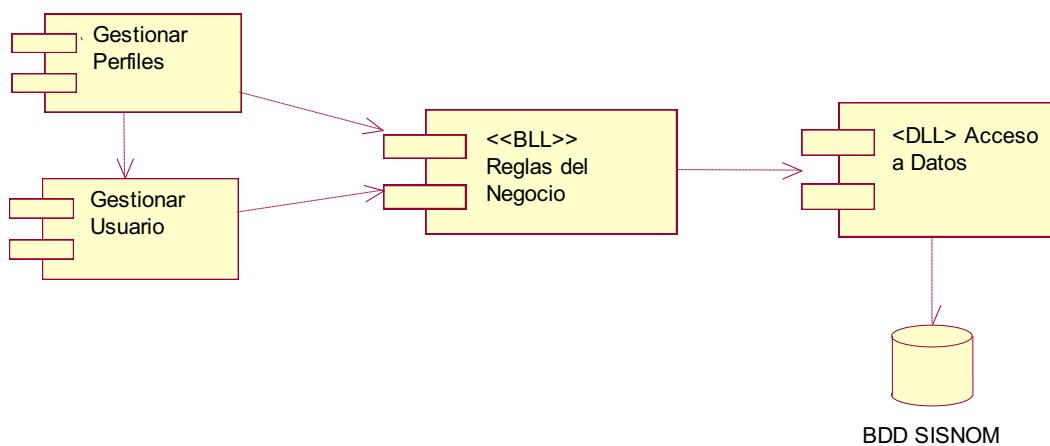 Gestionar
Perfiles
Gestionar
Usuario
<<BLL>>
Reglas del
Negocio
<DLL> Acceso
a Datos
BDD SISNOM